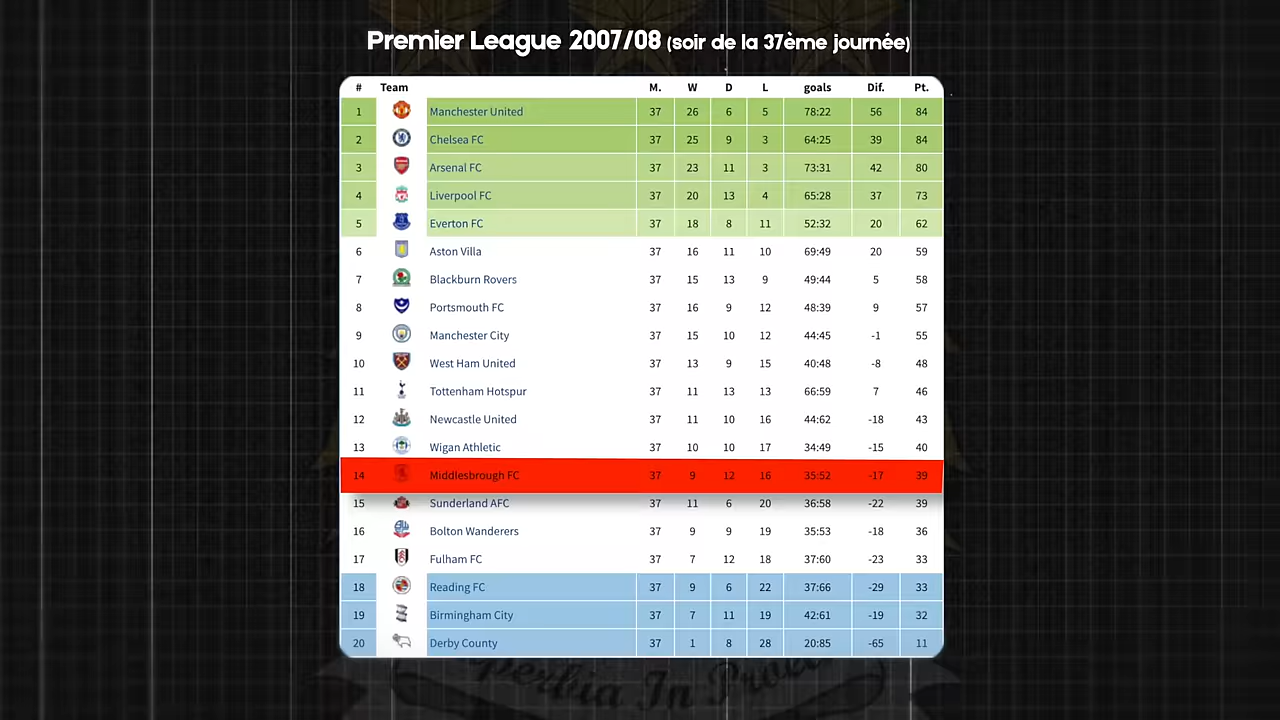 Premier League 2007/08 (soir de la 37ème journée)
# Team M. W D L goals Dif. Pt.
1 Manchester United 37 26 6 5 78:22 56 84
2 Chelsea FC 37 25 9 3 64:25 39 84
3 Arsenal FC 37 23 11 3 73:31 42 80
4 Liverpool FC 37 20 13 4 65:28 37 73
5 Everton FC 37 18 8 11 52:32 20 62
6 Aston Villa 37 16 11 10 69:49 20 59
7 Blackburn Rovers 37 15 13 9 49:44 5 58
8 Portsmouth FC 37 16 9 12 48:39 9 57
9 Manchester City 37 15 10 12 44:45 -1 55
10 West Ham United 37 13 9 15 40:48 -8 48
11 Tottenham Hotspur 37 11 13 13 66:59 7 46
12 Newcastle United 37 11 10 16 44:62 -18 43
13 Wigan Athletic 37 10 10 17 34:49 -15 40
14 Middlesbrough FC 37 9 12 16 35:52 -17 39
15 Sunderland AFC 37 11 6 20 36:58 -22 39
16 Bolton Wanderers 37 9 9 19 35:53 -18 36
17 Fulham FC 37 7 12 18 37:60 -23 33
18 Reading FC 37 9 6 22 37:66 -29 33
19 Birmingham City 37 7 11 19 42:61 -19 32
20 Derby County 37 1 8 28 20:85 -65 11
In